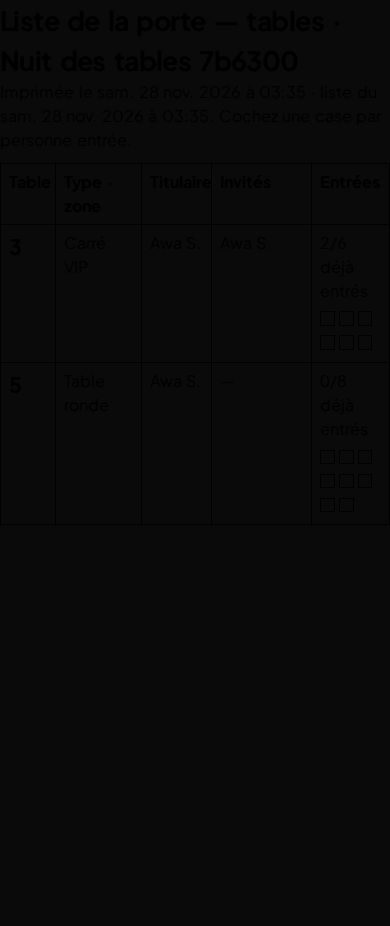 Liste de la porte — tables ·
Nuit des tables 7b6300
Imprimée le sam. 28 nov. 2026 à 03:35 · liste du
sam. 28 nov. 2026 à 03:35. Cochez une case par
personne entrée.
Table Type · zone Titulaire Invités Entrées
3 Carré VIP Awa S. Awa S. 2/6 déjà entrés
5 Table ronde Awa S. — 0/8 déjà entrés